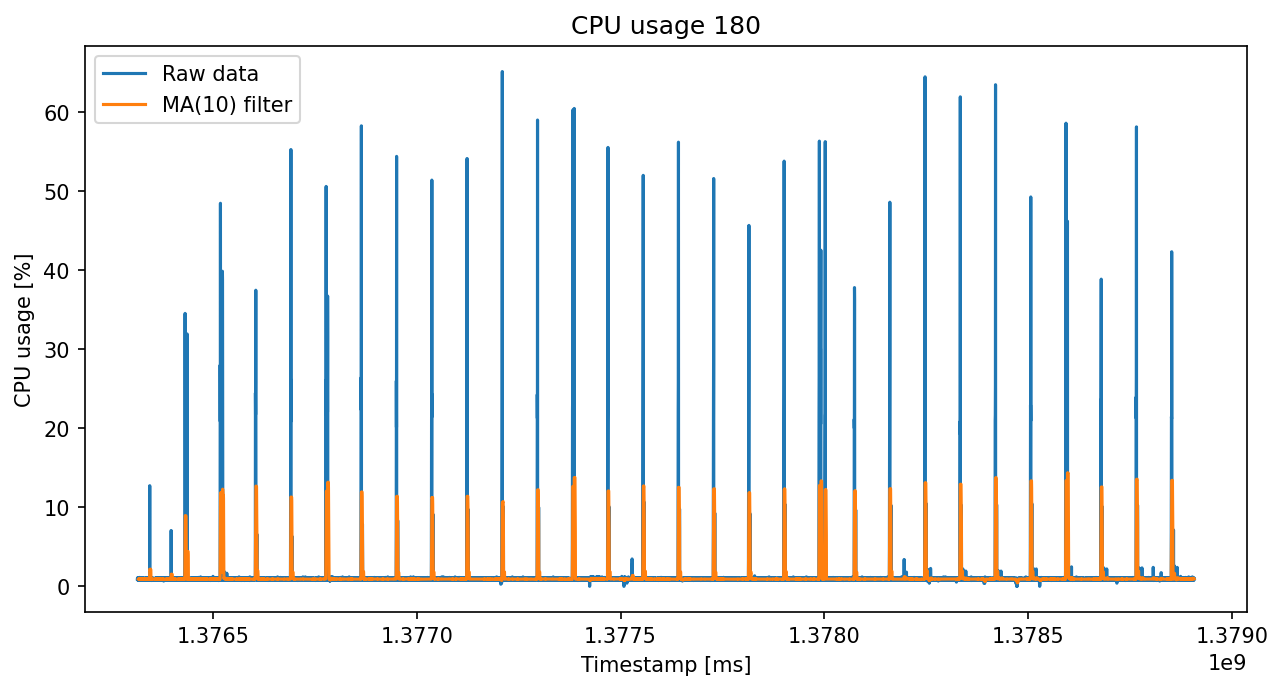 CPU usage 180
Raw data
MA(10) filter
CPU usage [%]
60
50
40
30
20
10
0
1.3765 1.3770 1.3775 1.3780 1.3785 1.3790
1e9
Timestamp [ms]